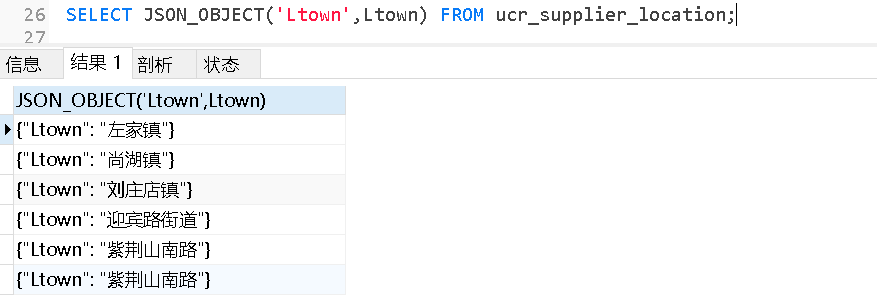 26 SELECT JSON_OBJECT('Ltown',Ltown) FROM ucr_supplier_location;
27
信息 结果 1 剖析 状态
JSON_OBJECT('Ltown',Ltown)
{"Ltown": "左家镇"}
{"Ltown": "尚湖镇"}
{"Ltown": "刘庄店镇"}
{"Ltown": "迎宾路街道"}
{"Ltown": "紫荆山南路"}
{"Ltown": "紫荆山南路"}